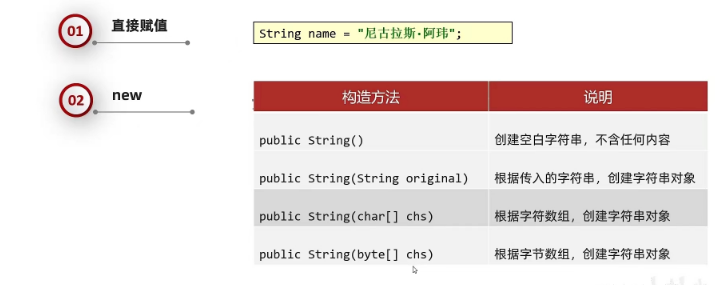 01 直接赋值
String name = "尼古拉斯·阿玮";
02 new
构造方法 说明
public String() 创建空白字符串，不含任何内容
public String(String original) 根据传入的字符串，创建字符串对象
public String(char[] chs) 根据字符数组，创建字符串对象
public String(byte[] chs) 根据字节数组，创建字符串对象